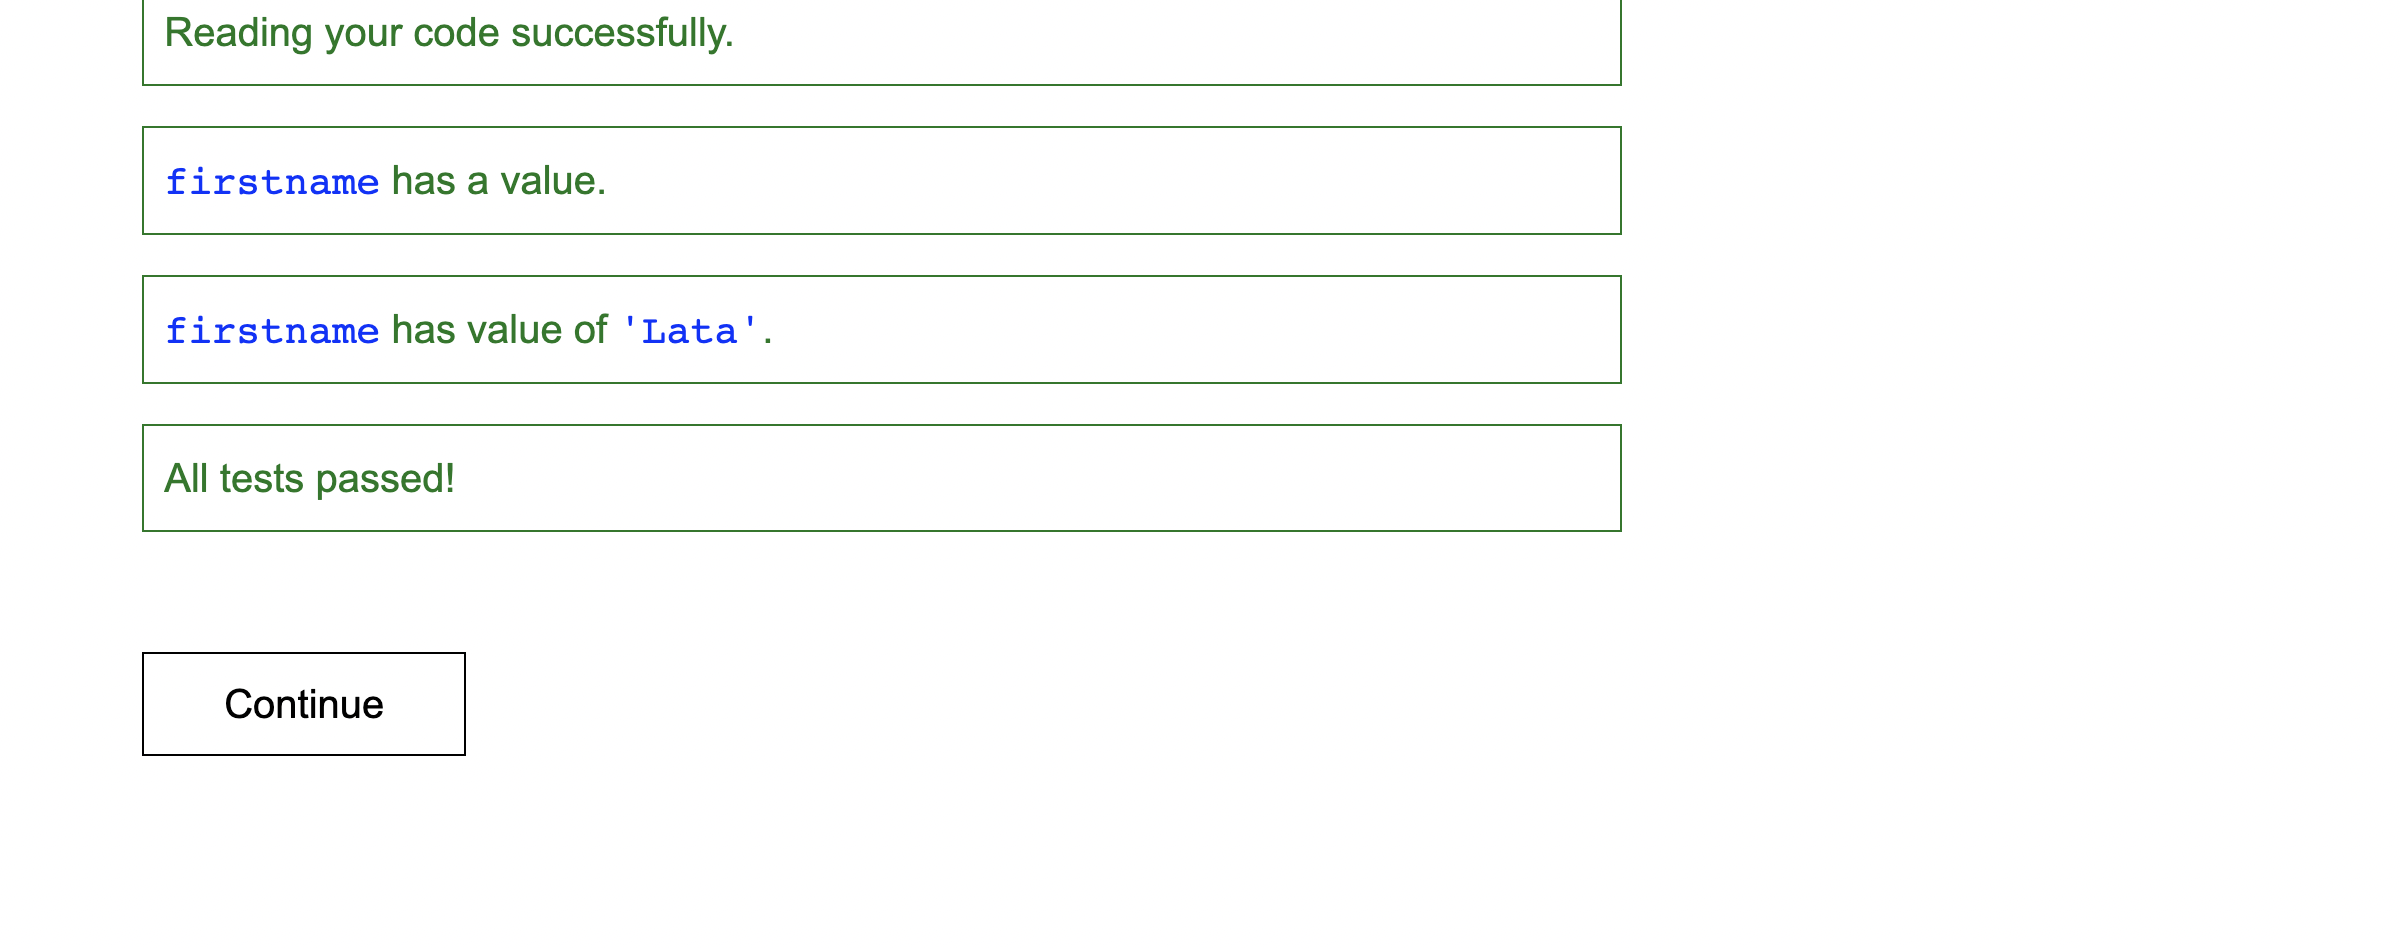 Reading your code successfully.
firstname has a value.
firstname has value of 'Lata'.
All tests passed!
Continue